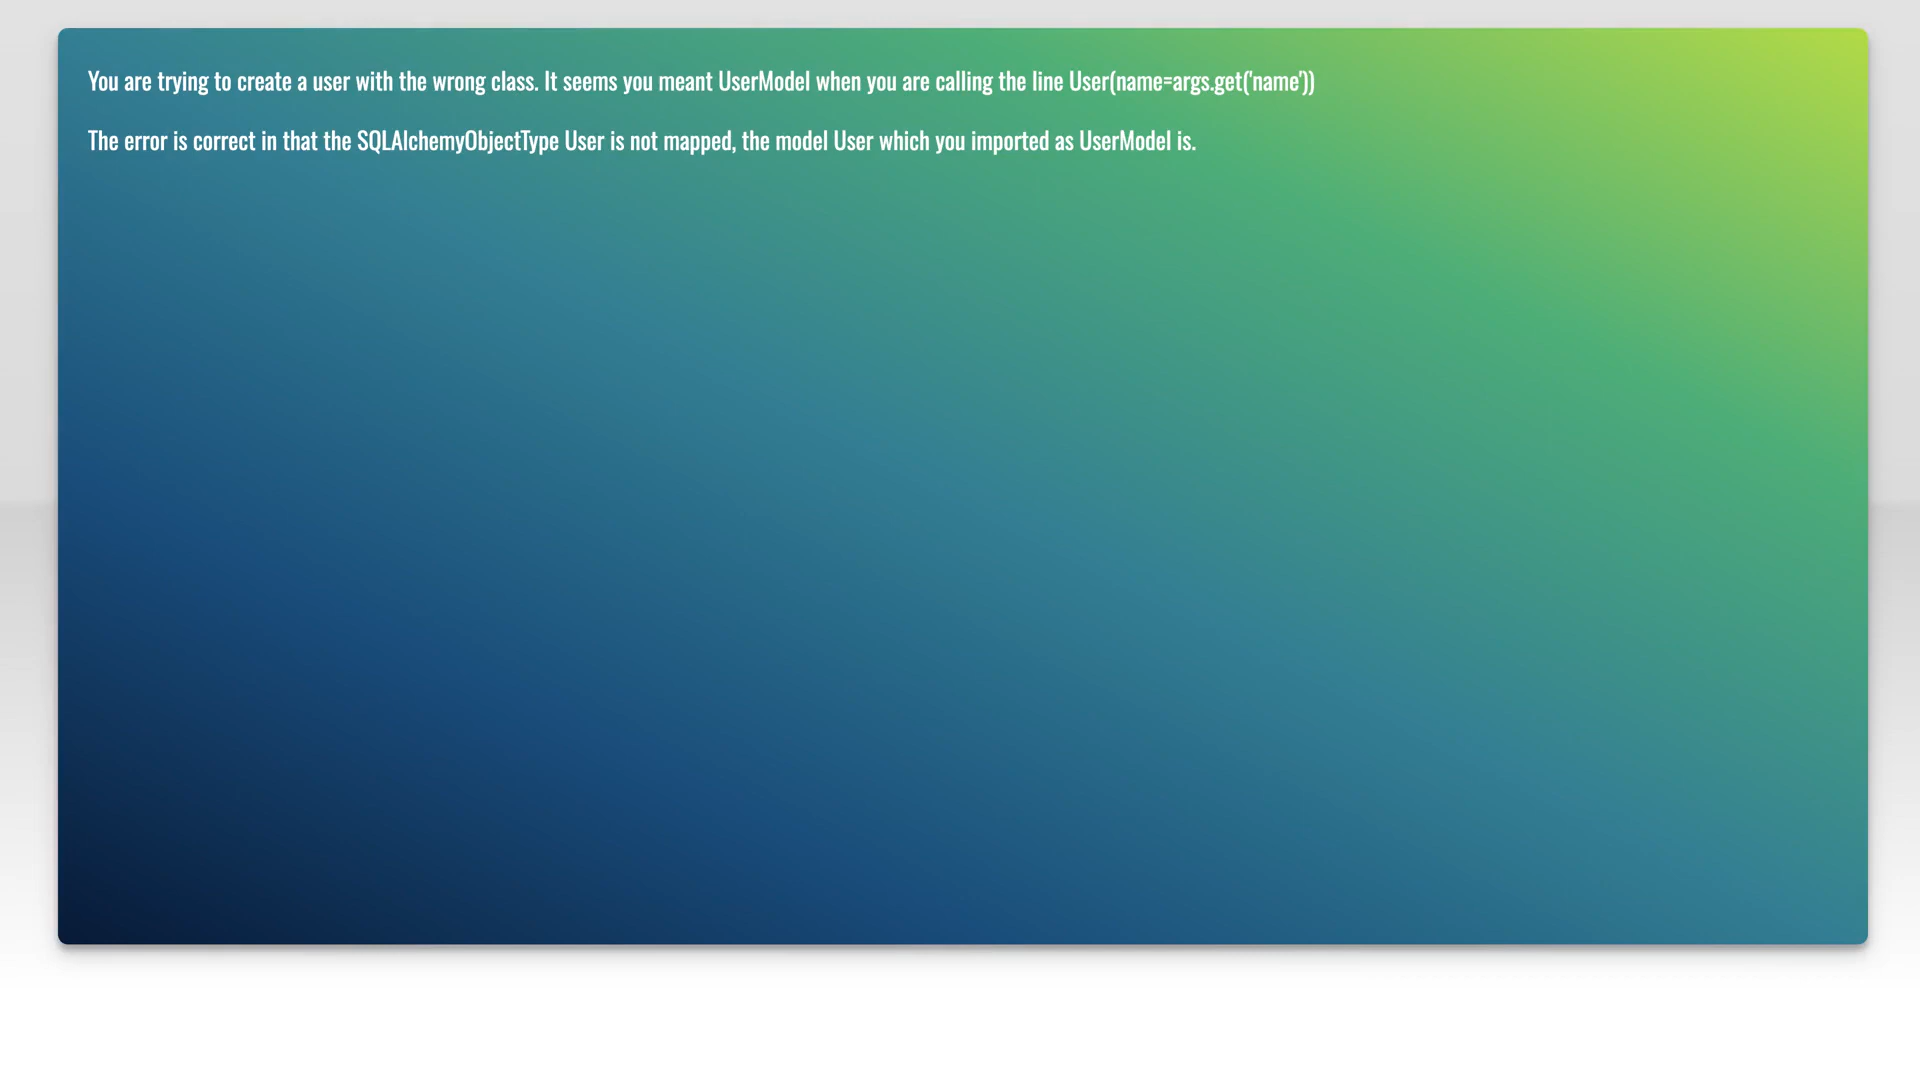 You are trying to create a user with the wrong class. It seems you meant UserModel when you are calling the line User(name=args.get('name'))
The error is correct in that the SQLAlchemyObjectType User is not mapped, the model User which you imported as UserModel is.